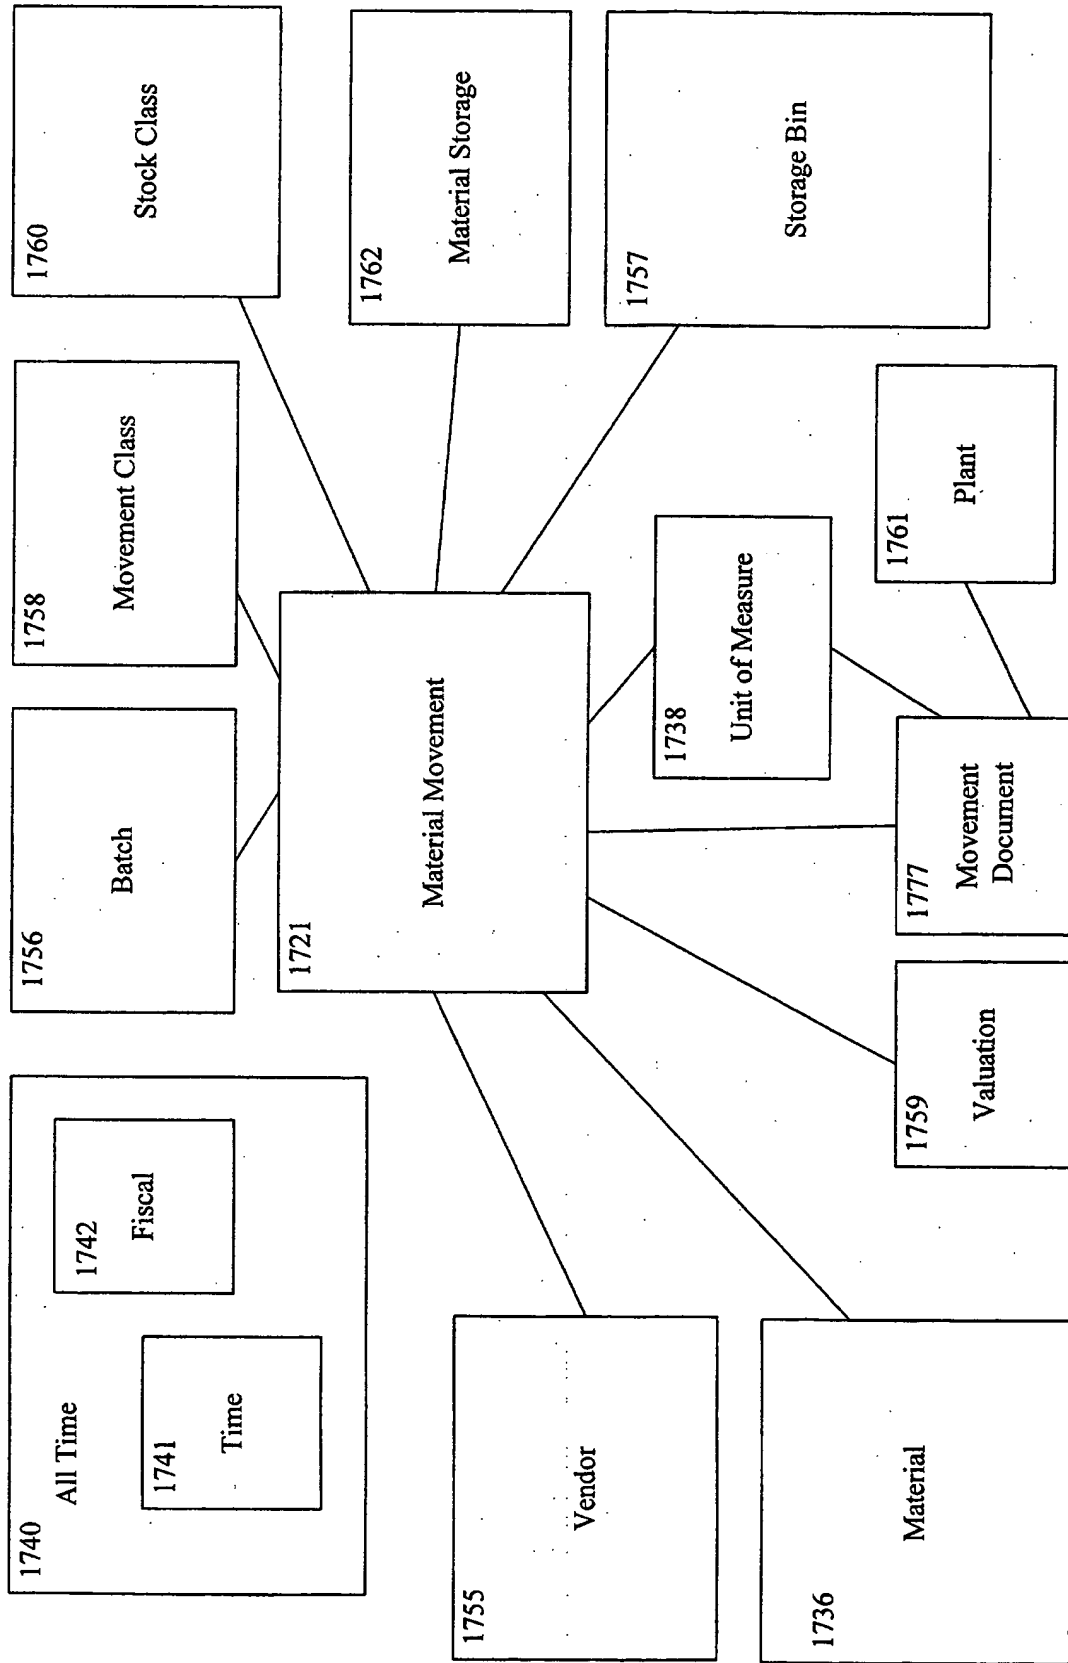 1740
All Time
1742
Fiscal
1741
Time
1756
Batch
1758
Movement Class
1760
Stock Class
1762
Material Storage
1721
Material Movement
1755
Vendor
1757
Storage Bin
1738
Unit of Measure
1736
Material
1759
Valuation
1777
Movement
Document
1761
Plant